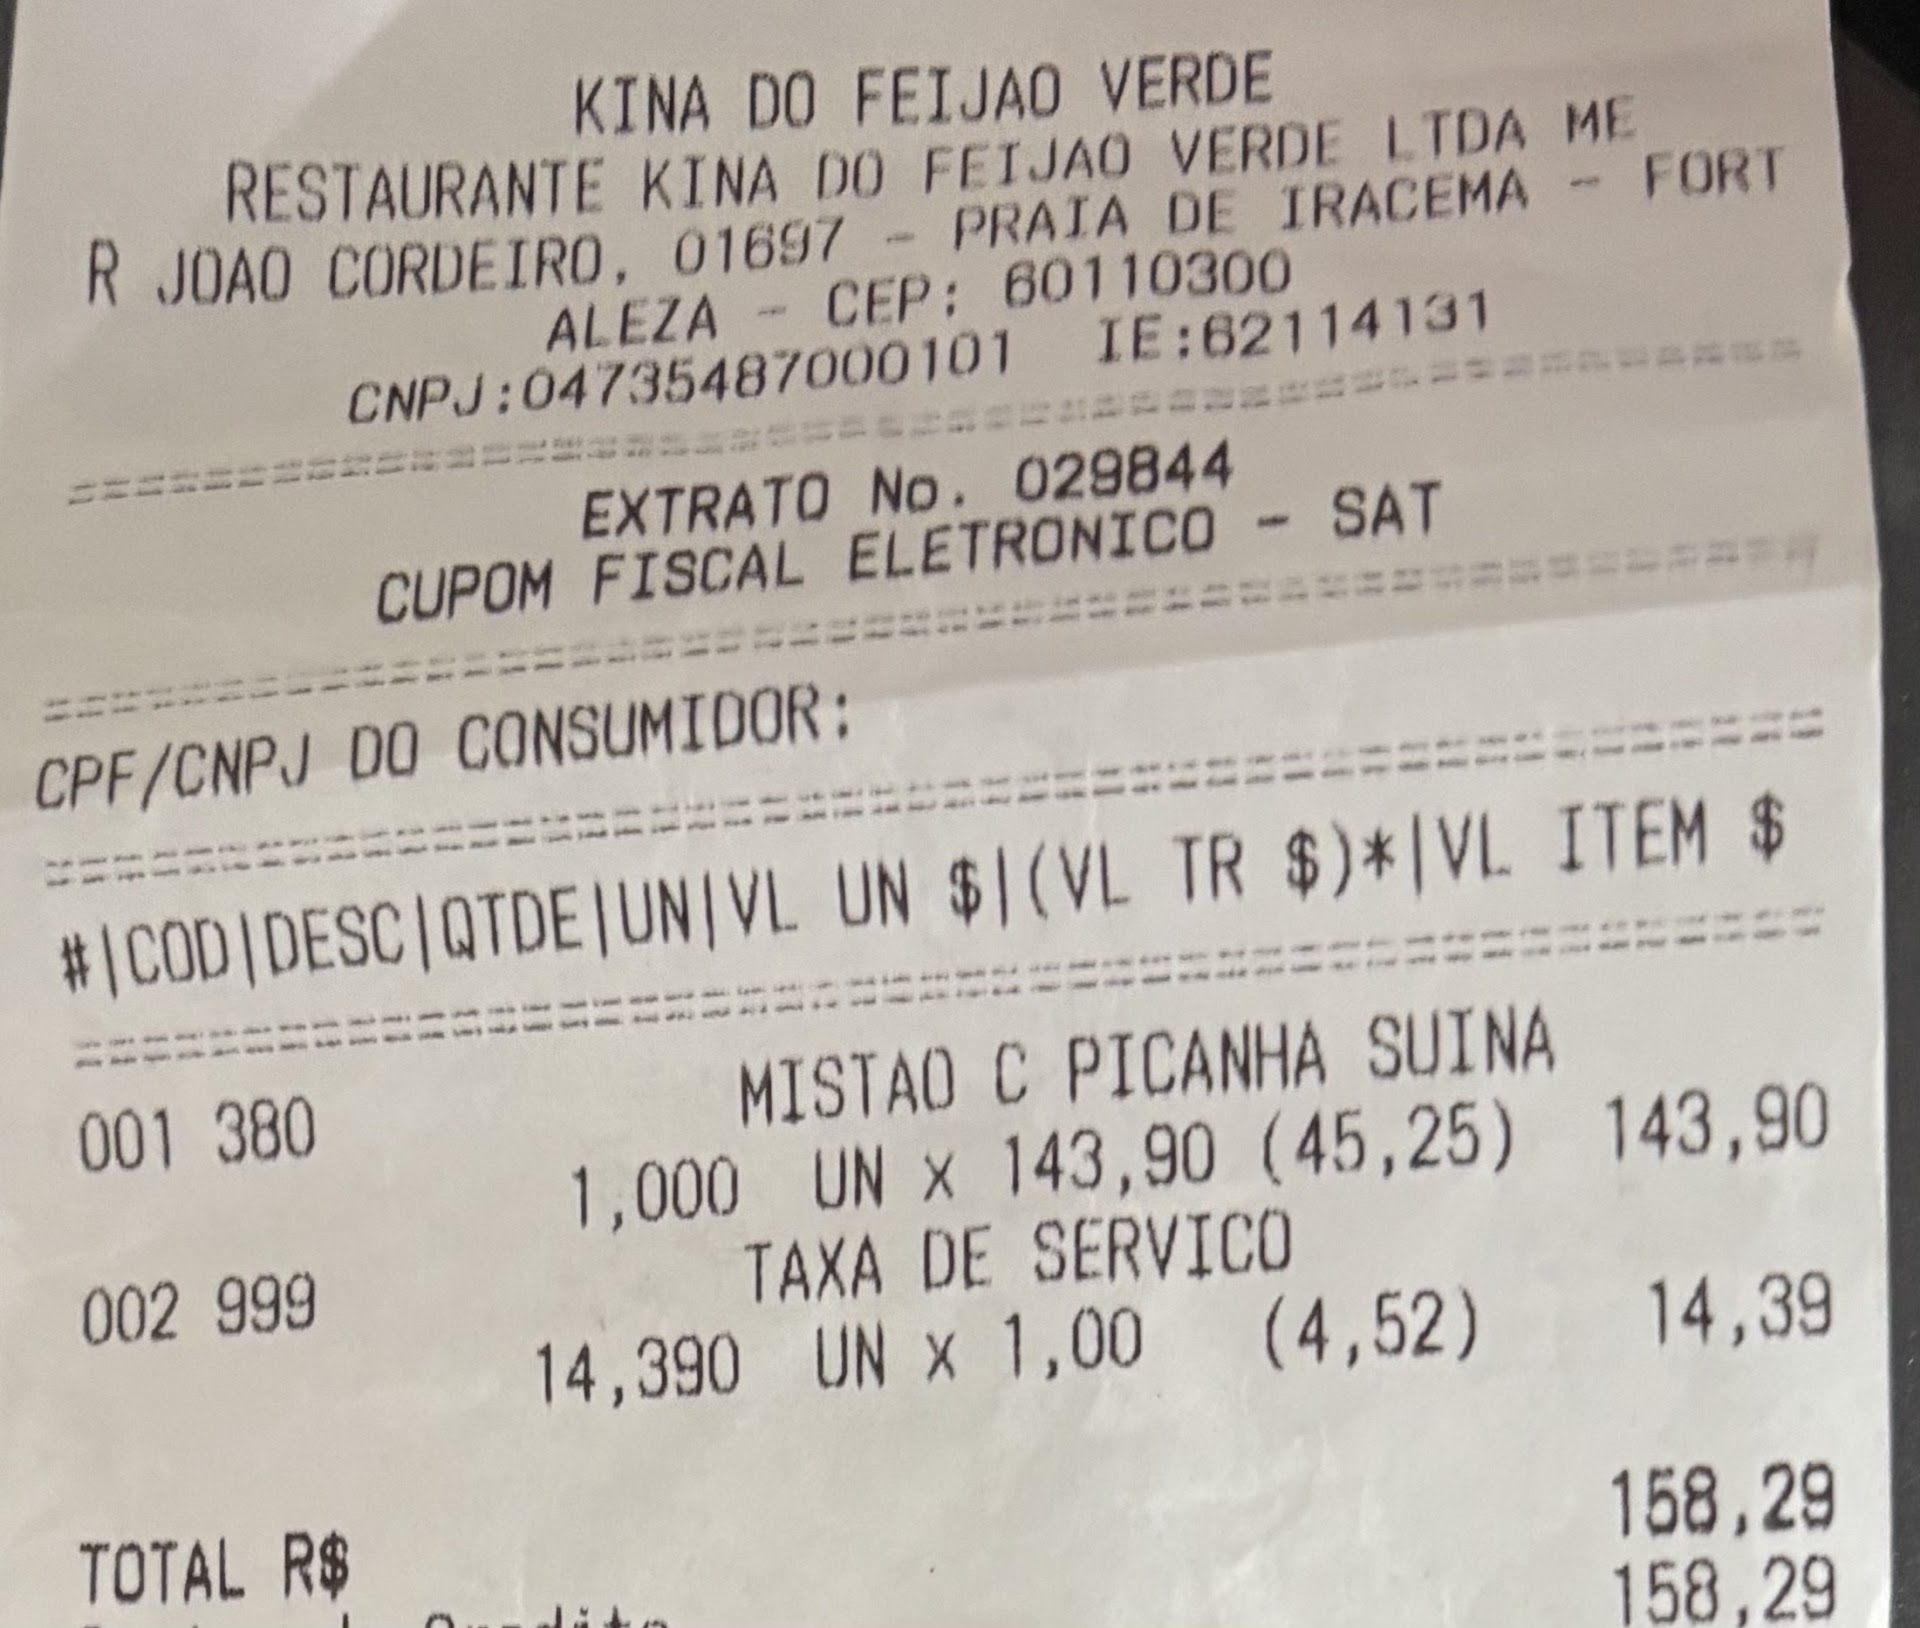 KINA DO FEIJAO VERDE
RESTAURANTE KINA DO FEIJAO VERDE LTDA ME
R JOAO CORDEIRO, 01697 - PRAIA DE IRACEMA - FORT
ALEZA - CEP: 60110300
CNPJ:04735487000101 IE:62114131
EXTRATO No. 029844
CUPOM FISCAL ELETRONICO - SAT
CPF/CNPJ DO CONSUMIDOR:
#|COD|DESC|QTDE|UN|VL UN $|(VL TR $)*|VL ITEM $
001 380 MISTAO C PICANHA SUINA
1,000 UN x 143,90 (45,25) 143,90
002 999 TAXA DE SERVICO
14,390 UN x 1,00 (4,52) 14,39
TOTAL R$ 158,29
158,29